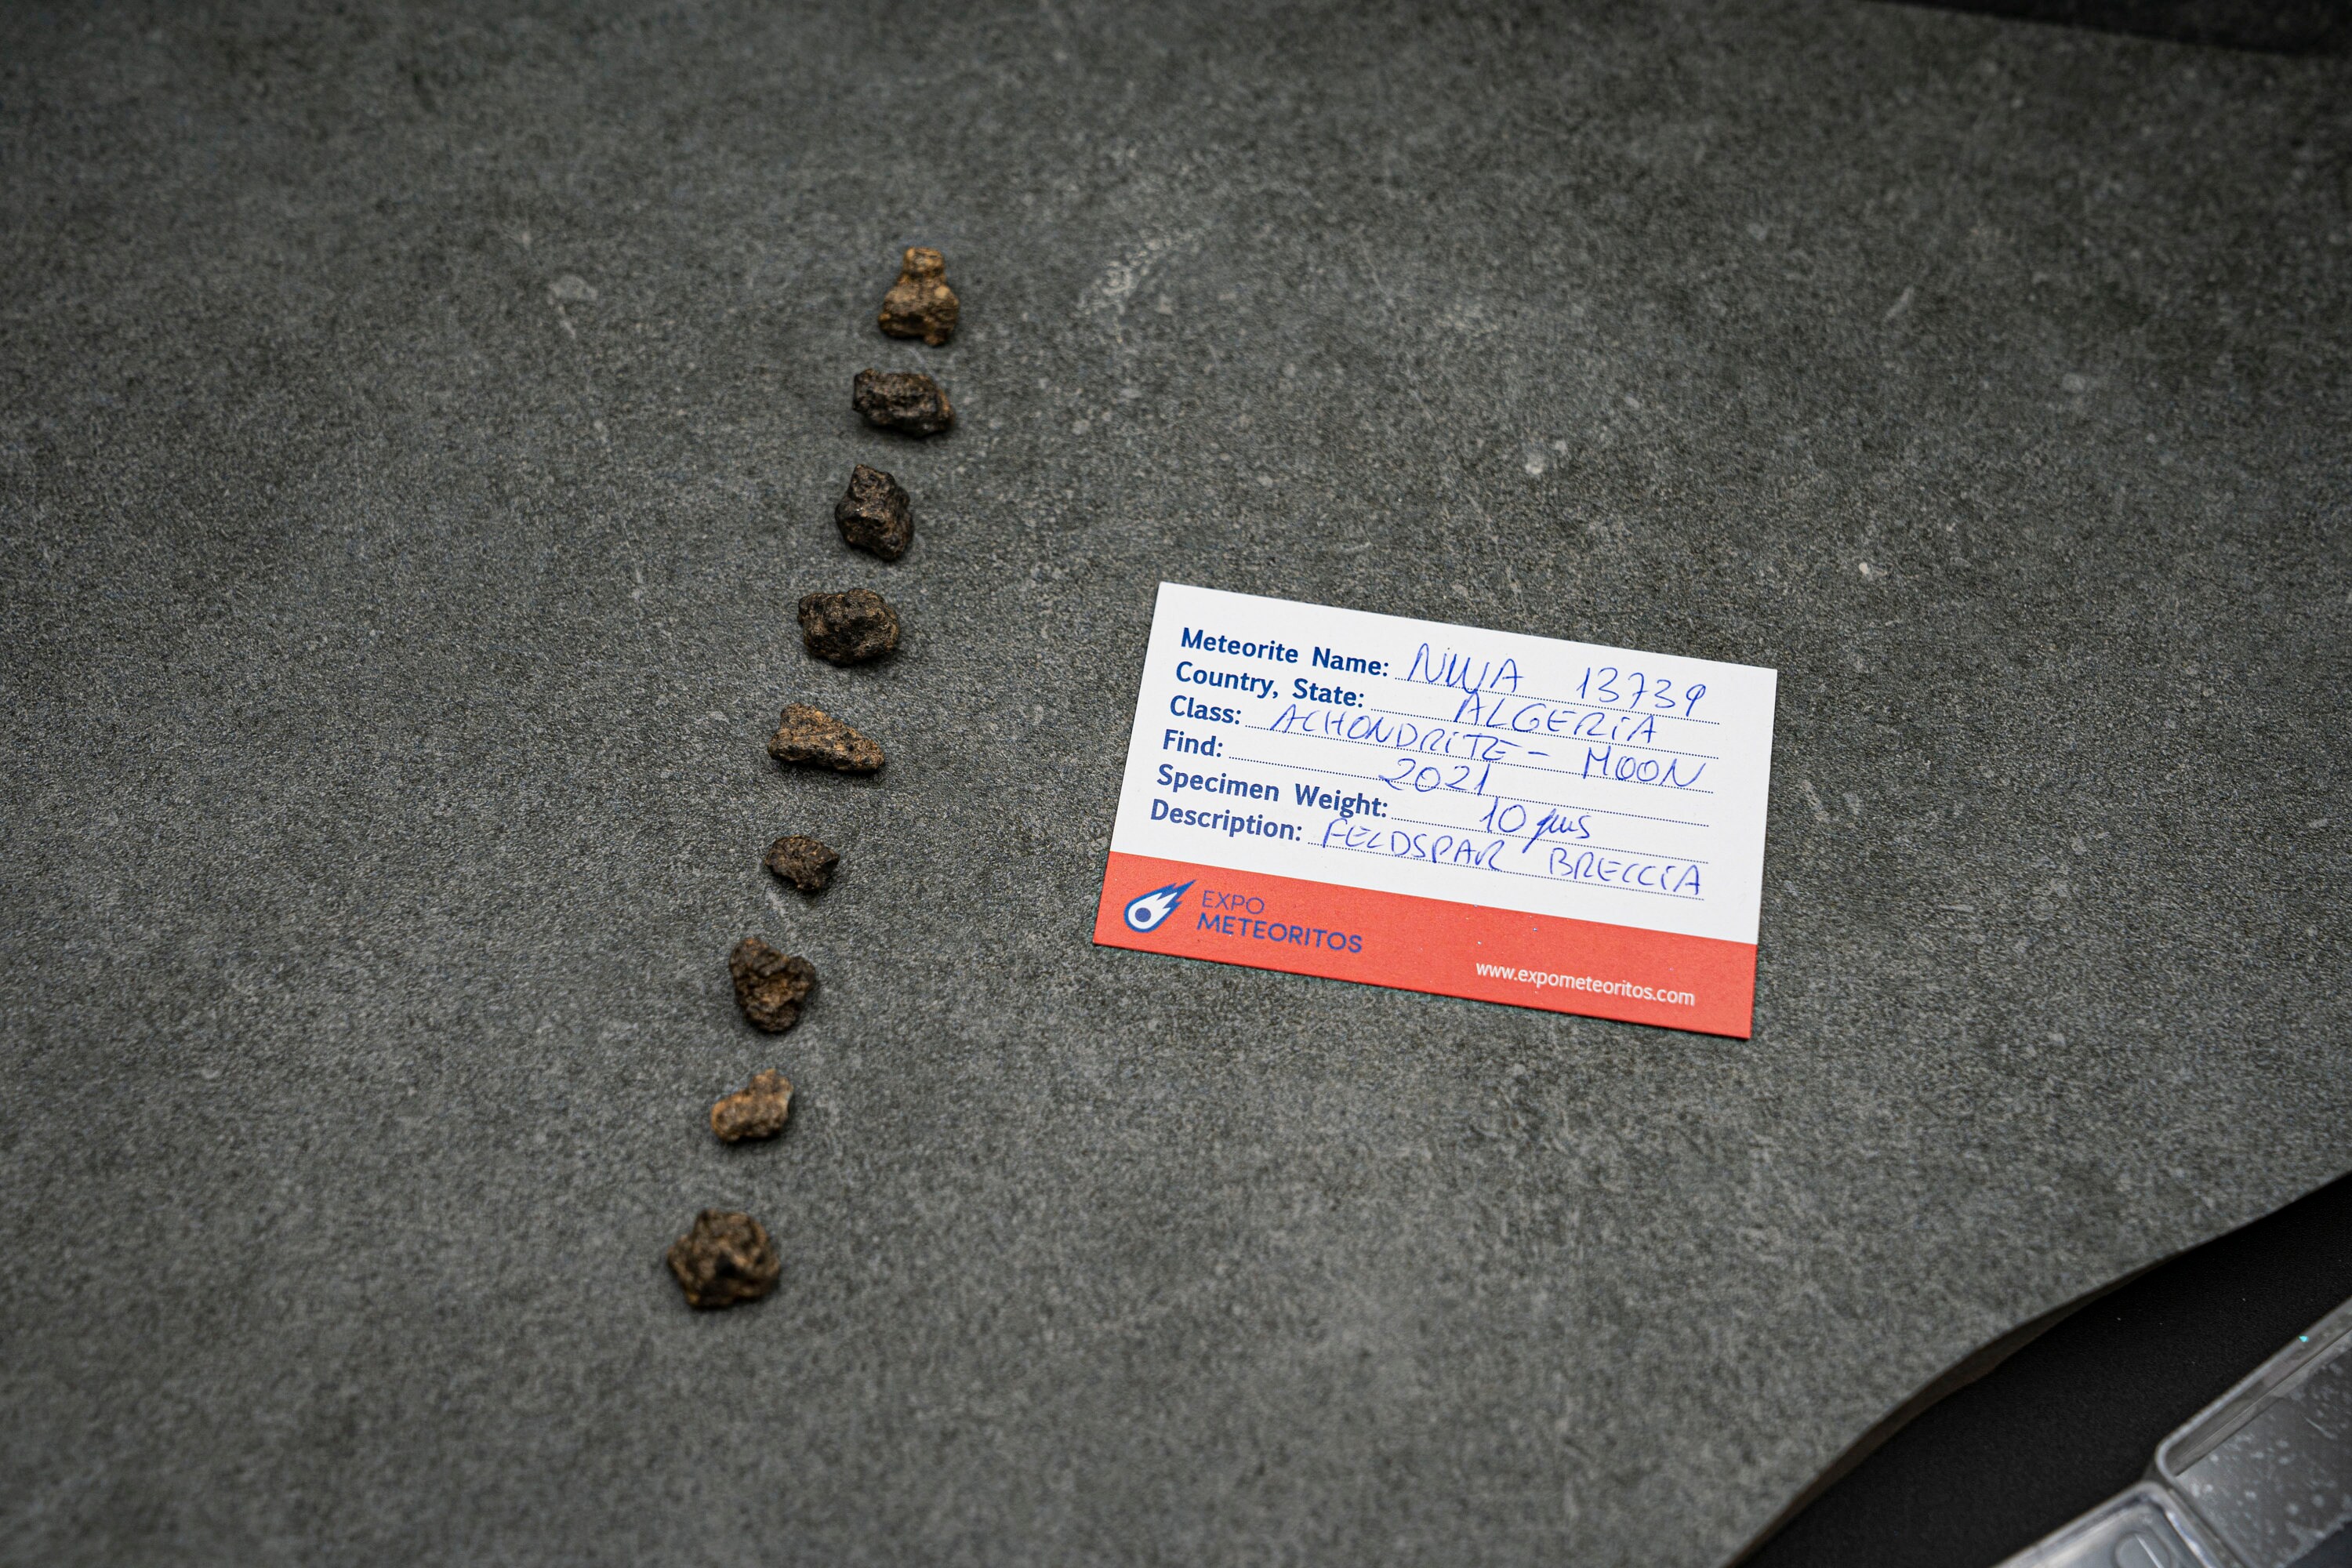 Meteorite Name: NWA 13739
Country, State: ALGERIA
Class: ACHONDRITE - MOON
Find: 2021
Specimen Weight: 10 gms
Description: FELDSPAR BRECCIA
EXPO
METEORITOS
www.expometeoritos.com